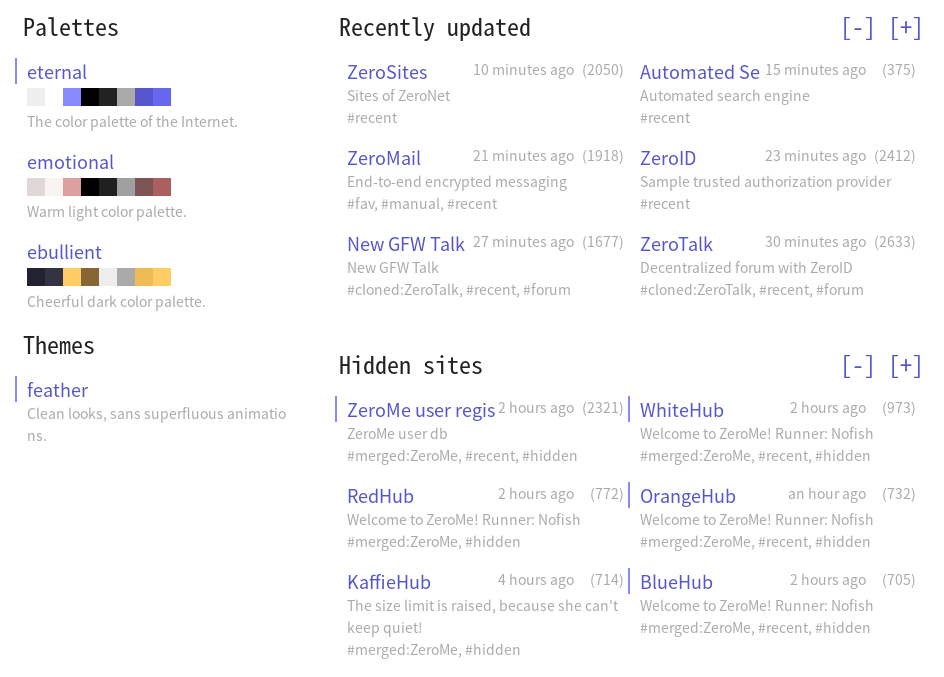 Palettes
eternal
The color palette of the Internet.
emotional
Warm light color palette.
ebullient
Cheerful dark color palette.
Themes
feather
Clean looks, sans superfluous animatio
ns.
Recently updated [-] [+]
ZeroSites 10 minutes ago (2050)
Sites of ZeroNet
#recent
Automated Se 15 minutes ago (375)
Automated search engine
#recent
ZeroMail 21 minutes ago (1918)
End-to-end encrypted messaging
#fav, #manual, #recent
ZeroID 23 minutes ago (2412)
Sample trusted authorization provider
#recent
New GFW Talk 27 minutes ago (1677)
New GFW Talk
#cloned:ZeroTalk, #recent, #forum
ZeroTalk 30 minutes ago (2633)
Decentralized forum with ZeroID
#cloned:ZeroTalk, #recent, #forum
Hidden sites [-] [+]
ZeroMe user regis 2 hours ago (2321)
ZeroMe user db
#merged:ZeroMe, #recent, #hidden
WhiteHub 2 hours ago (973)
Welcome to ZeroMe! Runner: Nofish
#merged:ZeroMe, #recent, #hidden
RedHub 2 hours ago (772)
Welcome to ZeroMe! Runner: Nofish
#merged:ZeroMe, #hidden
OrangeHub an hour ago (732)
Welcome to ZeroMe! Runner: Nofish
#merged:ZeroMe, #recent, #hidden
KaffieHub 4 hours ago (714)
The size limit is raised, because she can't
keep quiet!
#merged:ZeroMe, #hidden
BlueHub 2 hours ago (705)
Welcome to ZeroMe! Runner: Nofish
#merged:ZeroMe, #recent, #hidden